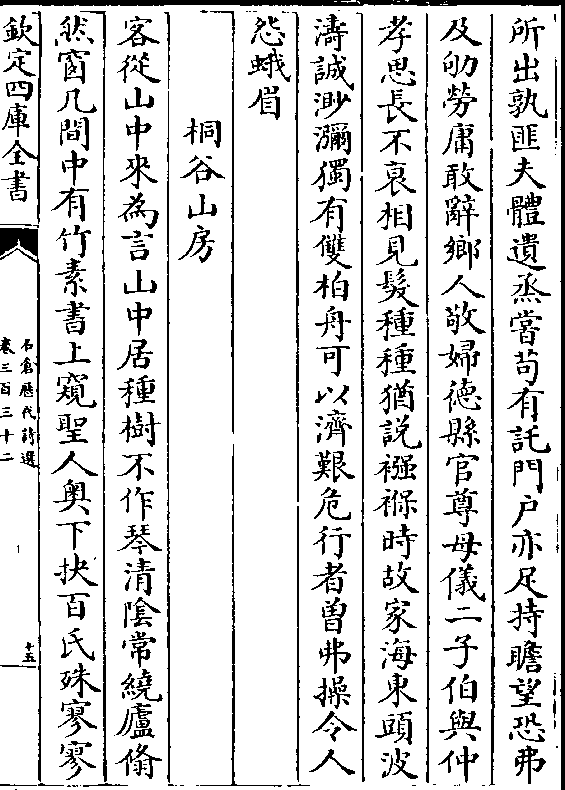 所出孰匪夫體遺烝嘗苟有託門户亦足持瞻望恐弗
及劬勞庸敢辭鄉人敬婦德縣官尊母儀二子伯與仲
孝思長不衰相見髮種種猶説襁褓時故家海東頭波
濤誠渺瀰獨有雙柏舟可以濟艱危行者曽弗操令人
怨蛾眉
桐谷山房
客從山中來為言山中居種樹不作琴清陰常繞廬翛
然窗几間中有竹素書上窺聖人奥下抉百氏殊寥寥
欽定四庫全書
石倉歴代詩選
卷三百三十二
十五